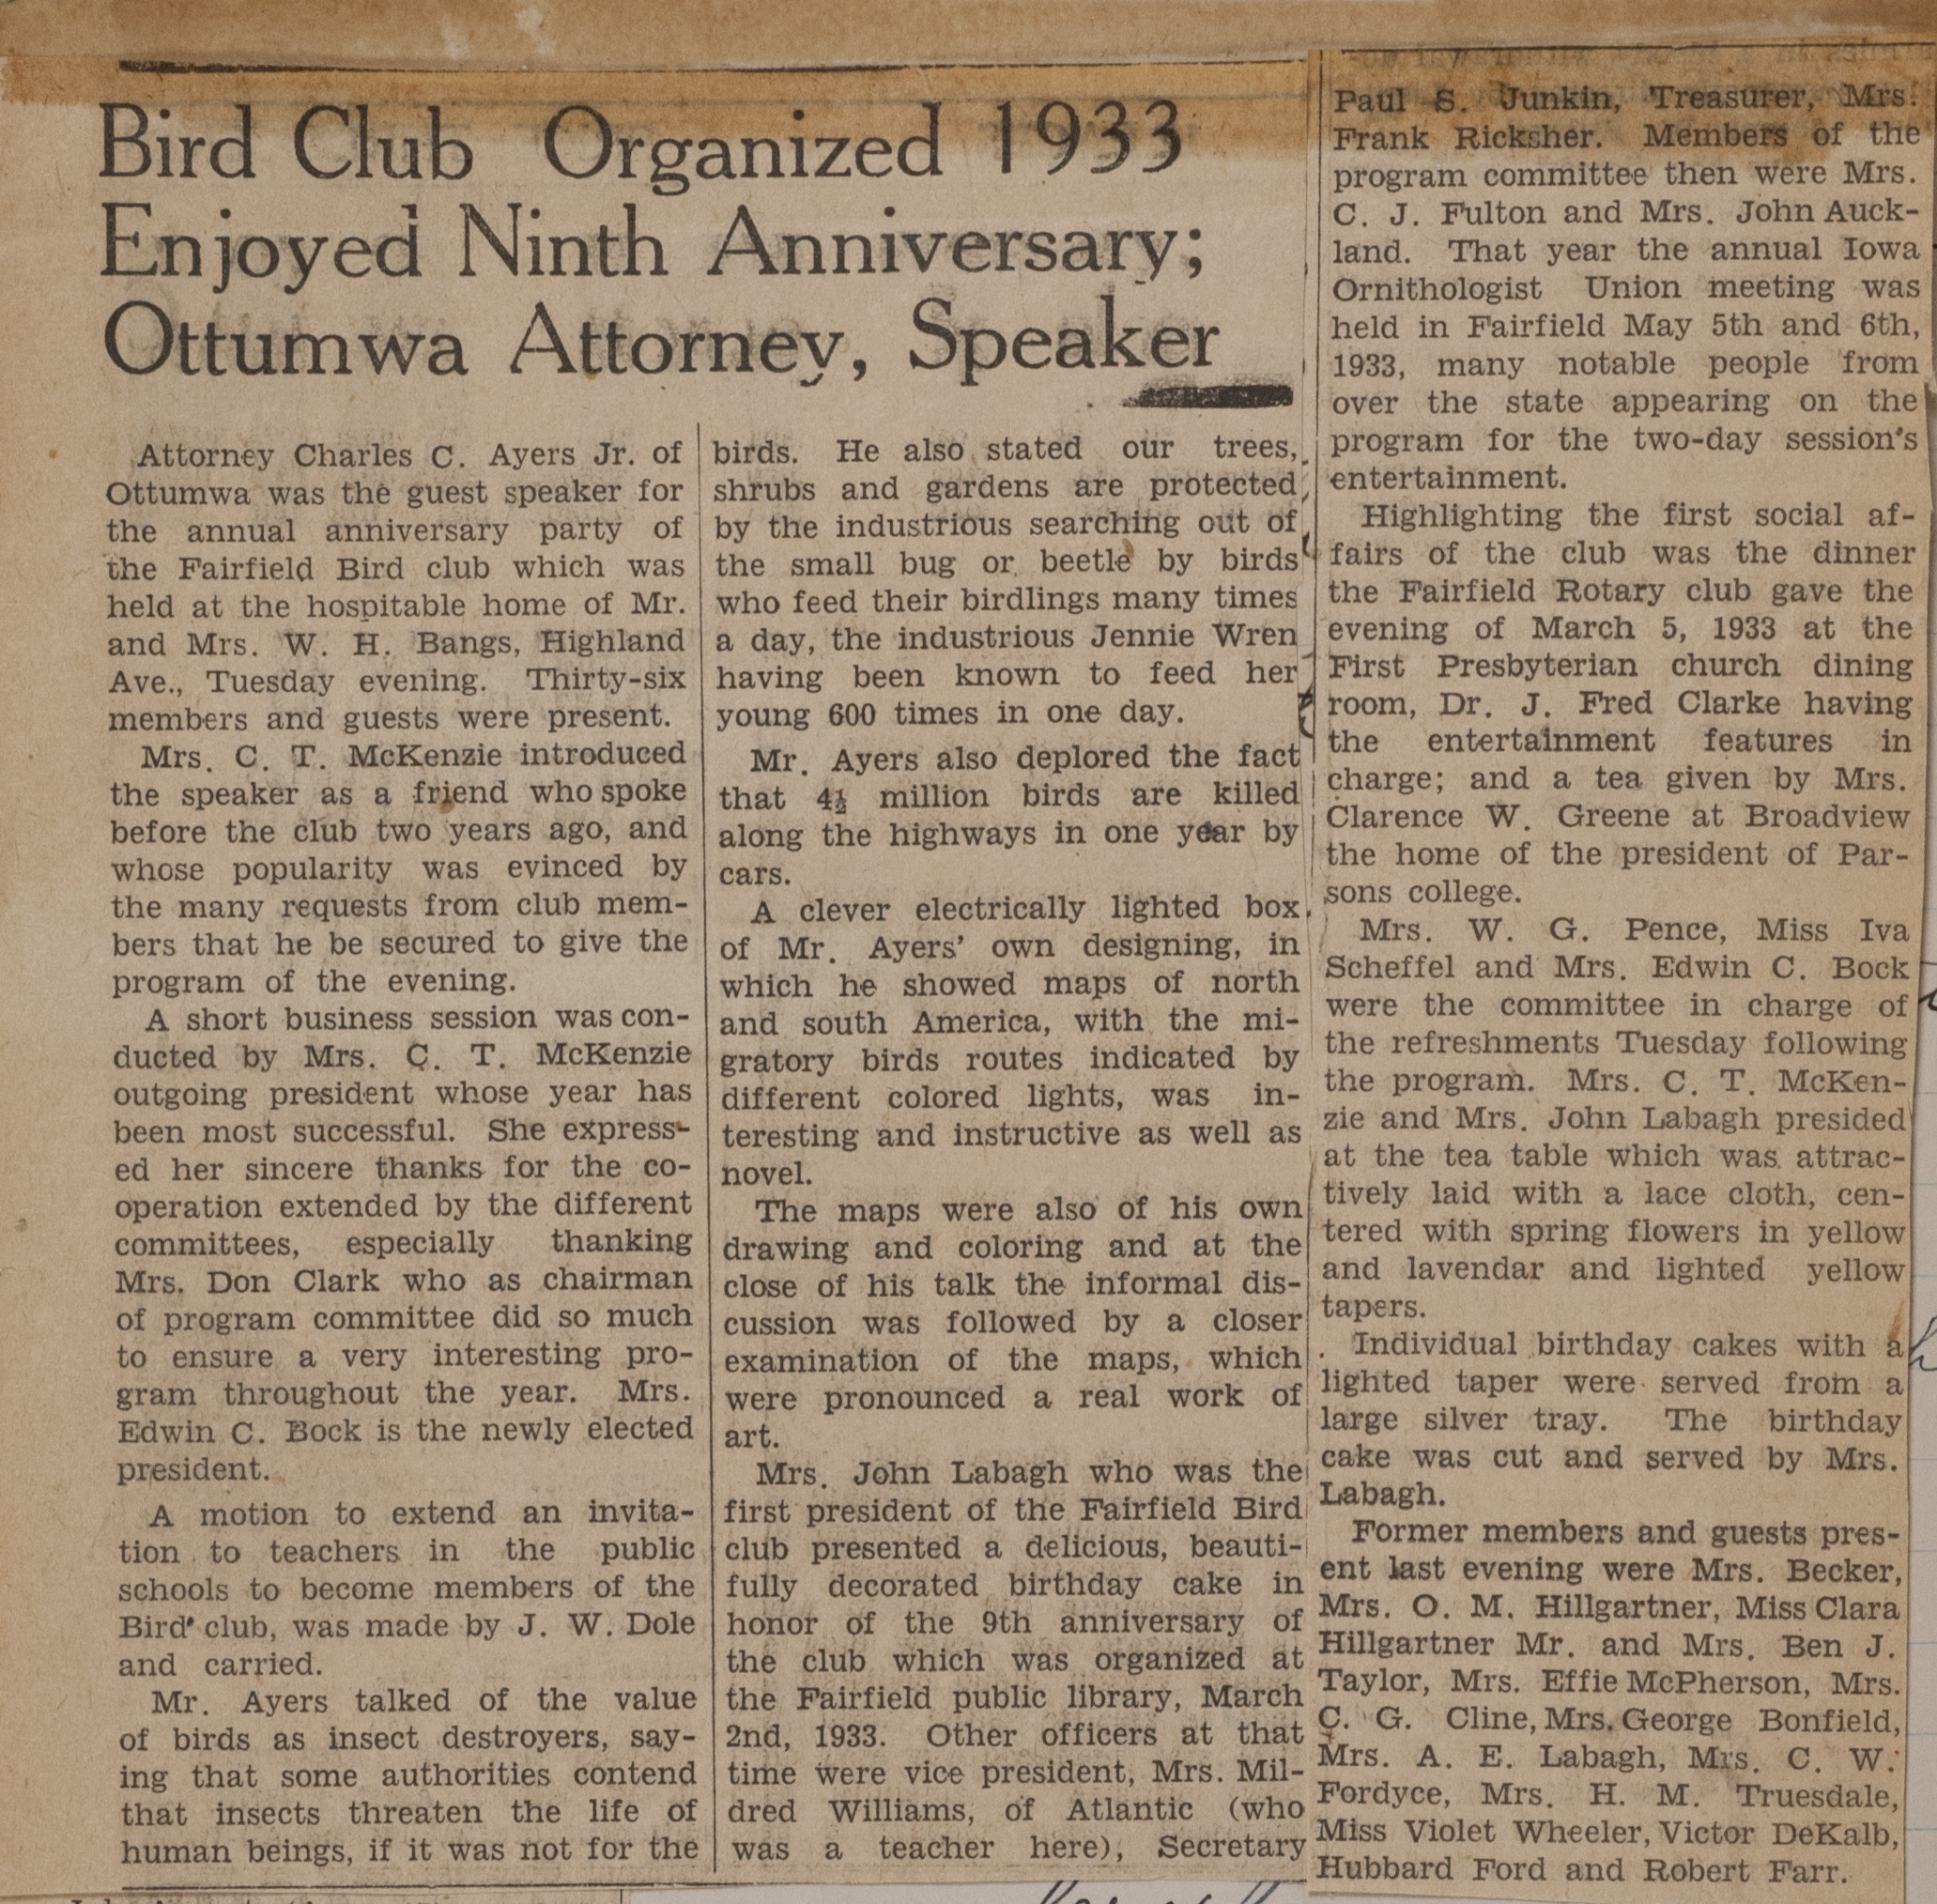 Bird Club Organized 1933
Enjoyed Ninth Anniversary;
Ottumwa Attorney, Speaker
Attorney Charles C. Ayers Jr. of
Ottumwa was the guest speaker for
the annual anniversary party of
the Fairfield Bird club which was
held at the hospitable home of Mr.
and Mrs. W. H. Bangs, Highland
Ave., Tuesday evening. Thirty-six
members and guests were present.
Mrs. C. T. McKenzie introduced
the speaker as a friend who spoke
before the club two years ago, and
whose popularity was evinced by
the many requests from club mem-
bers that he be secured to give the
program of the evening.
A short business session was con-
ducted by Mrs. C. T. McKenzie
outgoing president whose year has
been most successful. She express-
ed her sincere thanks for the co-
operation extended by the different
committees, especially thanking
Mrs. Don Clark who as chairman
of program committee did so much
to ensure a very interesting pro-
gram throughout the year. Mrs.
Edwin C. Bock is the newly elected
president.
A motion to extend an invita-
tion to teachers in the public
schools to become members of the
Bird club, was made by J. W. Dole
and carried.
Mr. Ayers talked of the value
of birds as insect destroyers, say-
ing that some authorities contend
that insects threaten the life of
human beings, if it was not for the
birds. He also stated our trees,
shrubs and gardens are protected
by the industrious searching out of
the small bug or beetle by birds
who feed their birdlings many times
a day, the industrious Jennie Wren
having been known to feed her
young 600 times in one day.
Mr. Ayers also deplored the fact
that 4½ million birds are killed
along the highways in one year by
cars.
A clever electrically lighted box
of Mr. Ayers' own designing, in
which he showed maps of north
and south America, with the mi-
gratory birds routes indicated by
different colored lights, was in-
teresting and instructive as well as
novel.
The maps were also of his own
drawing and coloring and at the
close of his talk the informal dis-
cussion was followed by a closer
examination of the maps, which
were pronounced a real work of
art.
Mrs. John Labagh who was the
first president of the Fairfield Bird
club presented a delicious, beauti-
fully decorated birthday cake in
honor of the 9th anniversary of
the club which was organized at
the Fairfield public library, March
2nd, 1933. Other officers at that
time were vice president, Mrs. Mil-
dred Williams, of Atlantic (who
was a teacher here), Secretary
Paul S. Junkin, Treasurer, Mrs.
Frank Ricksher. Members of the
program committee then were Mrs.
C. J. Fulton and Mrs. John Auck-
land. That year the annual Iowa
Ornithologist Union meeting was
held in Fairfield May 5th and 6th,
1933, many notable people from
over the state appearing on the
program for the two-day session's
entertainment.
Highlighting the first social af-
fairs of the club was the dinner
the Fairfield Rotary club gave the
evening of March 5, 1933 at the
First Presbyterian church dining
room, Dr. J. Fred Clarke having
the entertainment features in
charge; and a tea given by Mrs.
Clarence W. Greene at Broadview
the home of the president of Par-
sons college.
Mrs. W. G. Pence, Miss Iva
Scheffel and Mrs. Edwin C. Bock
were the committee in charge of
the refreshments Tuesday following
the program. Mrs. C. T. McKen-
zie and Mrs. John Labagh presided
at the tea table which was attrac-
tively laid with a lace cloth, cen-
tered with spring flowers in yellow
and lavendar and lighted yellow
tapers.
Individual birthday cakes with a
lighted taper were served from a
large silver tray. The birthday
cake was cut and served by Mrs.
Labagh.
Former members and guests pres-
ent last evening were Mrs. Becker,
Mrs. O. M. Hillgartner, Miss Clara
Hillgartner Mr. and Mrs. Ben J.
Taylor, Mrs. Effie McPherson, Mrs.
C. G. Cline, Mrs. George Bonfield,
Mrs. A. E. Labagh, Mrs. C. W.
Fordyce, Mrs. H. M. Truesdale,
Miss Violet Wheeler, Victor DeKalb,
Hubbard Ford and Robert Farr.